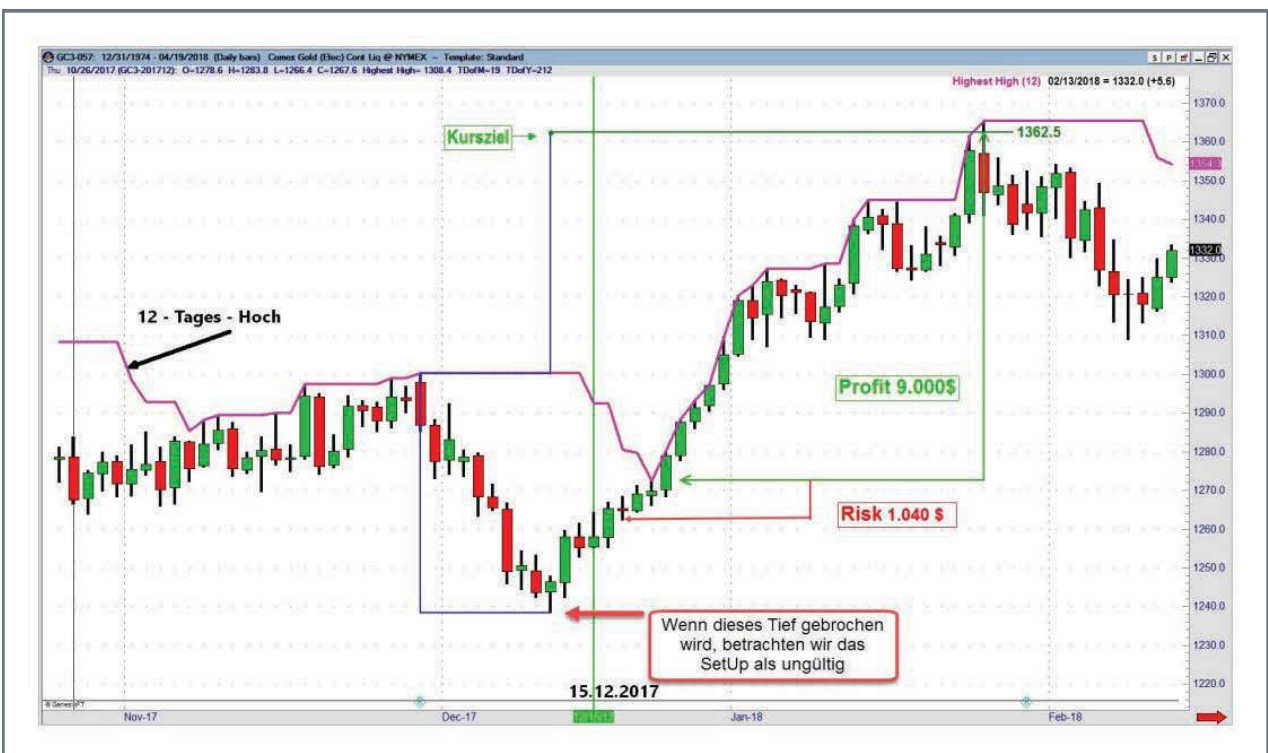 GC3-057: 12/31/1974 - 04/19/2018 (Daily bars) Comex Gold (Elec) Cont Liq @ NYMEX -- Template: Standard
S P
Thu 10/26/2017 (GC3-201712): O=1278.6 H=1283.8 L=1266.4 C=1267.6 Highest High= 1308.4 TDofM=19 TDofY=212
Highest High (12) 02/13/2018 = 1332.0 (+5.6)
1370.0
Kursziel
1362.5
1360.0
1354.3
1350.0
1340.0
1332.0
1330.0
1320.0
12 - Tages - Hoch
1310.0
1300.0
Profit 9.000$
1290.0
1280.0
1270.0
Risk 1.040 $
1260.0
1250.0
1240.0
Wenn dieses Tief gebrochen
wird, betrachten wir das
SetUp als ungültig
1230.0
1220.0
15.12.2017
Nov-17
Dec-17
Jan-18
Feb-18